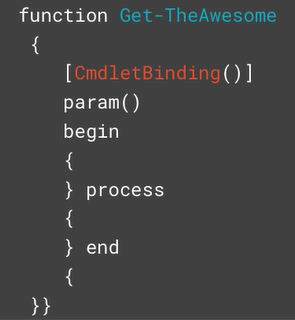 function Get-TheAwesome
{
[CmdletBinding()]
param()
begin
{
} process
{
} end
{
}}